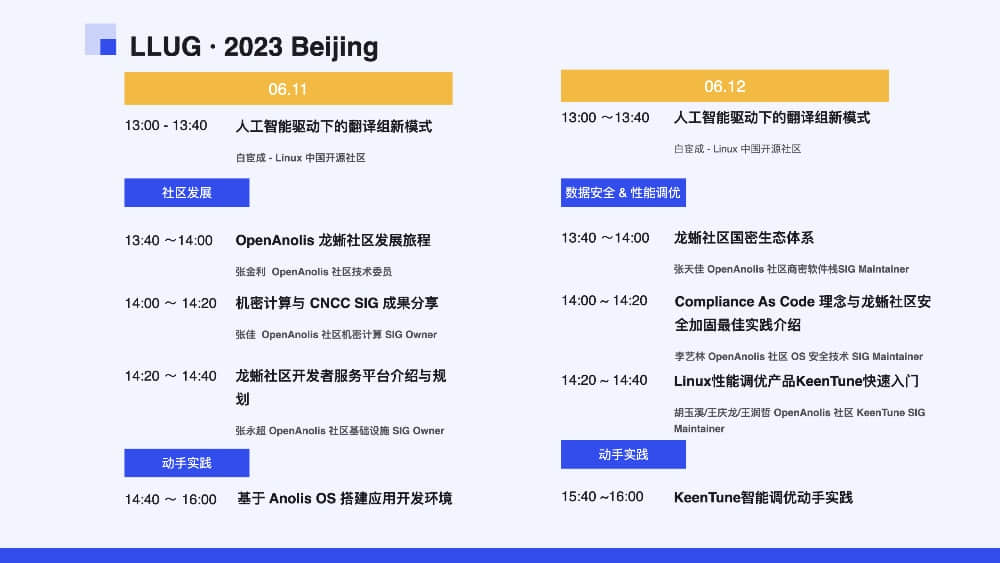 LLUG · 2023 Beijing
06.11
13:00 - 13:40 人工智能驱动下的翻译组新模式
白宦成 - Linux 中国开源社区
社区发展
13:40 ～14:00 OpenAnolis 龙蜥社区发展旅程
张金利 OpenAnolis 社区技术委员
14:00 ～ 14:20 机密计算与 CNCC SIG 成果分享
张佳 OpenAnolis 社区机密计算 SIG Owner
14:20 ～ 14:40 龙蜥社区开发者服务平台介绍与规
划
张永超 OpenAnolis 社区基础设施 SIG Owner
动手实践
14:40 ～ 16:00 基于 Anolis OS 搭建应用开发环境
06.12
13:00 ～13:40 人工智能驱动下的翻译组新模式
白宦成 - Linux 中国开源社区
数据安全 & 性能调优
13:40 ～14:00 龙蜥社区国密生态体系
张天佳 OpenAnolis 社区商密软件栈SIG Maintainer
14:00 ~ 14:20 Compliance As Code 理念与龙蜥社区安
全加固最佳实践介绍
李艺林 OpenAnolis 社区 OS 安全技术 SIG Maintainer
14:20 ~ 14:40 Linux性能调优产品KeenTune快速入门
胡玉溪/王庆龙/王润哲 OpenAnolis 社区 KeenTune SIG
Maintainer
动手实践
15:40 ~16:00 KeenTune智能调优动手实践